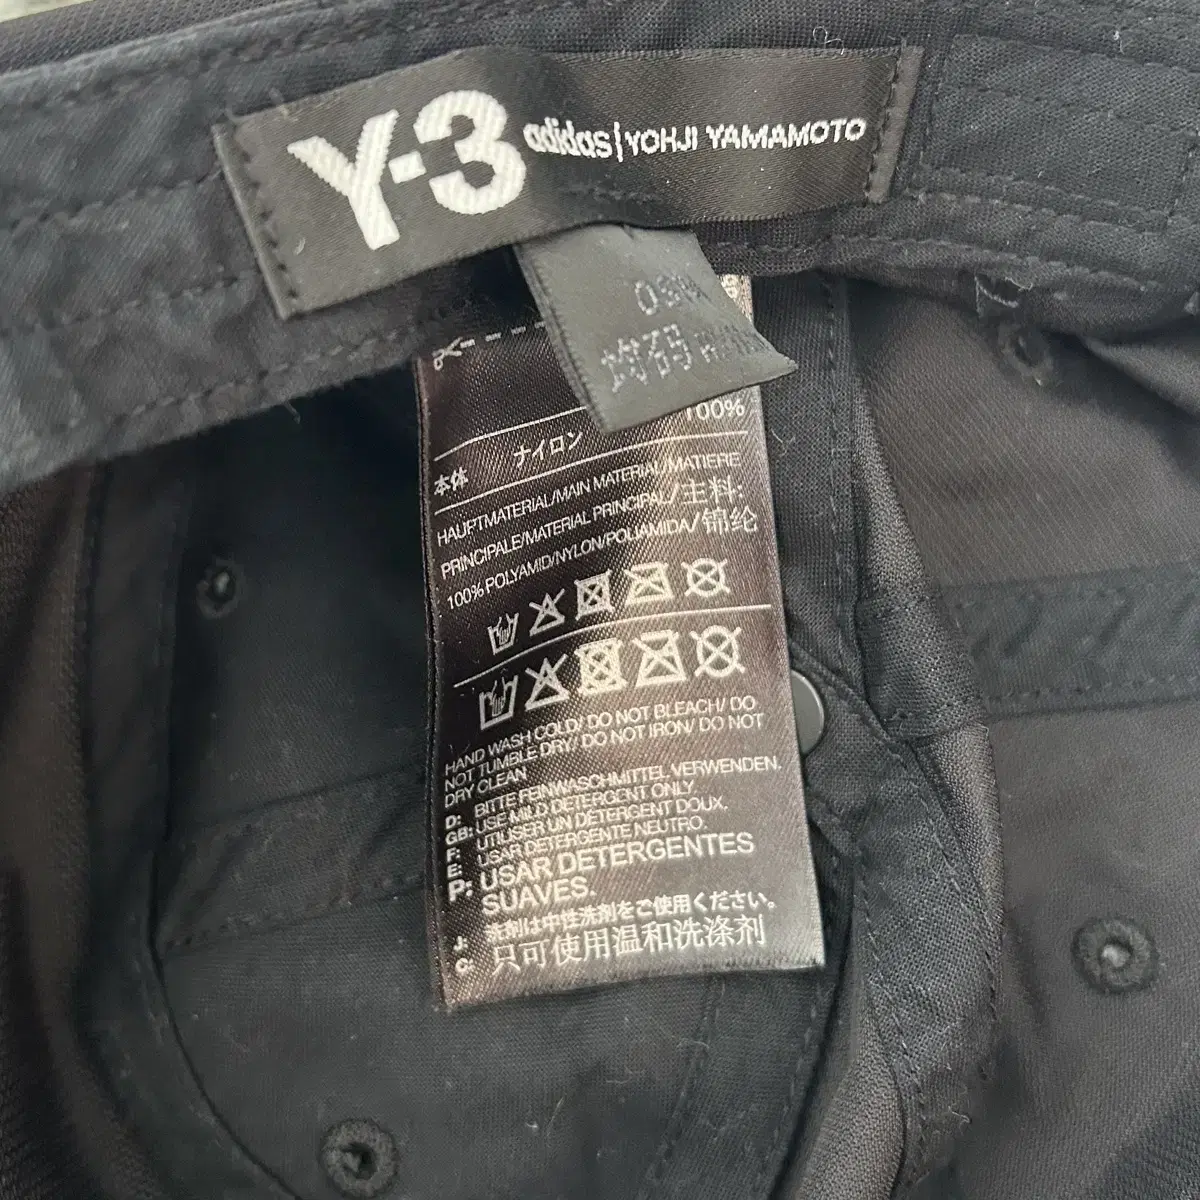 Y-3 adidas | YOHJI YAMAMOTO
100%
本体 ナイロン
HAUPTMATERIAL/MAIN MATERIAL/MATIERE
PRINCIPALE/MATERIAL PRINCIPAL/主料:
100% POLYAMID/NYLON/POLIAMIDA/锦纶
HAND WASH COLD/ DO NOT BLEACH/ DO
NOT TUMBLE DRY/ DO NOT IRON/ DO NOT
DRY CLEAN
D: BITTE FEINWASCHMITTEL VERWENDEN.
GB: USE MILD DETERGENT ONLY.
F: UTILISER UN DETERGENT DOUX.
E: USAR DETERGENTE NEUTRO.
P: USAR DETERGENTES
SUAVES.
J: 洗剤は中性洗剤をご使用ください。
C: 只可使用温和洗涤剂